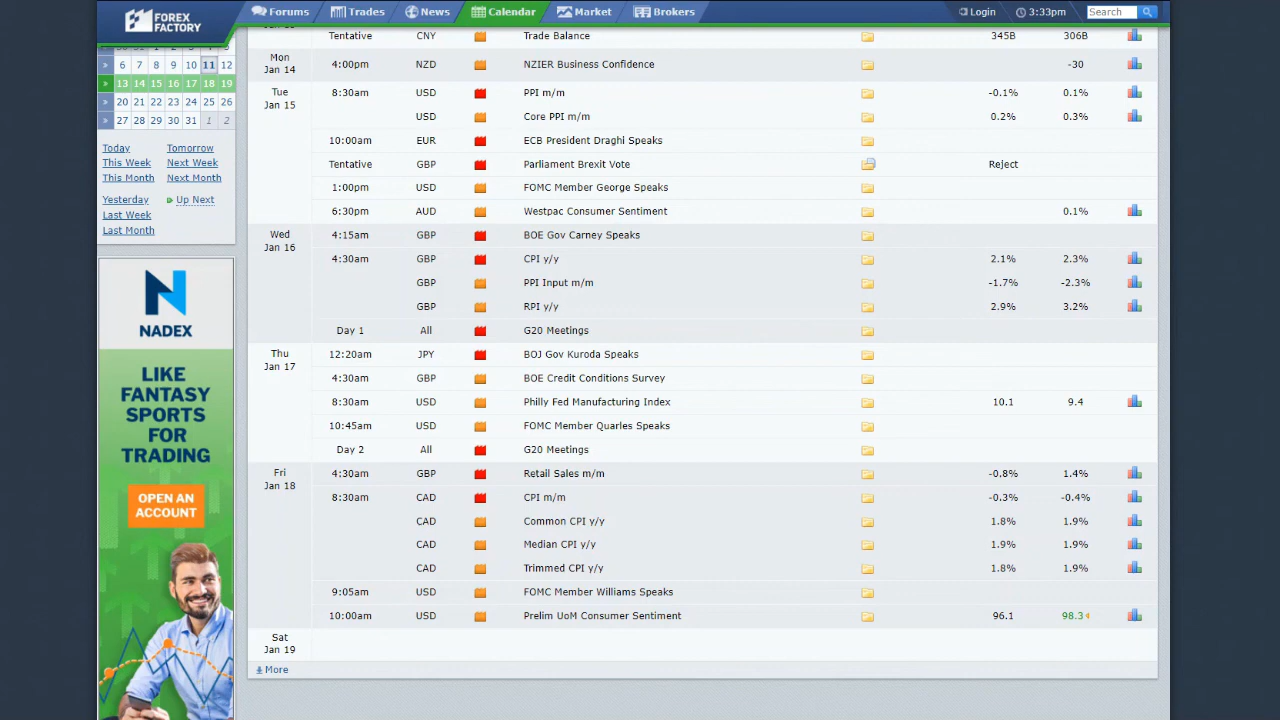 FOREX FACTORY
Forums Trades News Calendar Market Brokers Login 3:33pm Search
» 6 7 8 9 10 11 12
» 13 14 15 16 17 18 19
» 20 21 22 23 24 25 26
» 27 28 29 30 31 1 2
Today Tomorrow
This Week Next Week
This Month Next Month
Yesterday Up Next
Last Week
Last Month
NADEX
LIKE
FANTASY
SPORTS
FOR
TRADING
OPEN AN
ACCOUNT
Tentative CNY Trade Balance 345B 306B
Mon
Jan 14
4:00pm NZD NZIER Business Confidence -30
Tue
Jan 15
8:30am USD PPI m/m -0.1% 0.1%
USD Core PPI m/m 0.2% 0.3%
10:00am EUR ECB President Draghi Speaks
Tentative GBP Parliament Brexit Vote Reject
1:00pm USD FOMC Member George Speaks
6:30pm AUD Westpac Consumer Sentiment 0.1%
Wed
Jan 16
4:15am GBP BOE Gov Carney Speaks
4:30am GBP CPI y/y 2.1% 2.3%
GBP PPI Input m/m -1.7% -2.3%
GBP RPI y/y 2.9% 3.2%
Day 1 All G20 Meetings
Thu
Jan 17
12:20am JPY BOJ Gov Kuroda Speaks
4:30am GBP BOE Credit Conditions Survey
8:30am USD Philly Fed Manufacturing Index 10.1 9.4
10:45am USD FOMC Member Quarles Speaks
Day 2 All G20 Meetings
Fri
Jan 18
4:30am GBP Retail Sales m/m -0.8% 1.4%
8:30am CAD CPI m/m -0.3% -0.4%
CAD Common CPI y/y 1.8% 1.9%
CAD Median CPI y/y 1.9% 1.9%
CAD Trimmed CPI y/y 1.8% 1.9%
9:05am USD FOMC Member Williams Speaks
10:00am USD Prelim UoM Consumer Sentiment 96.1 98.3
Sat
Jan 19
More